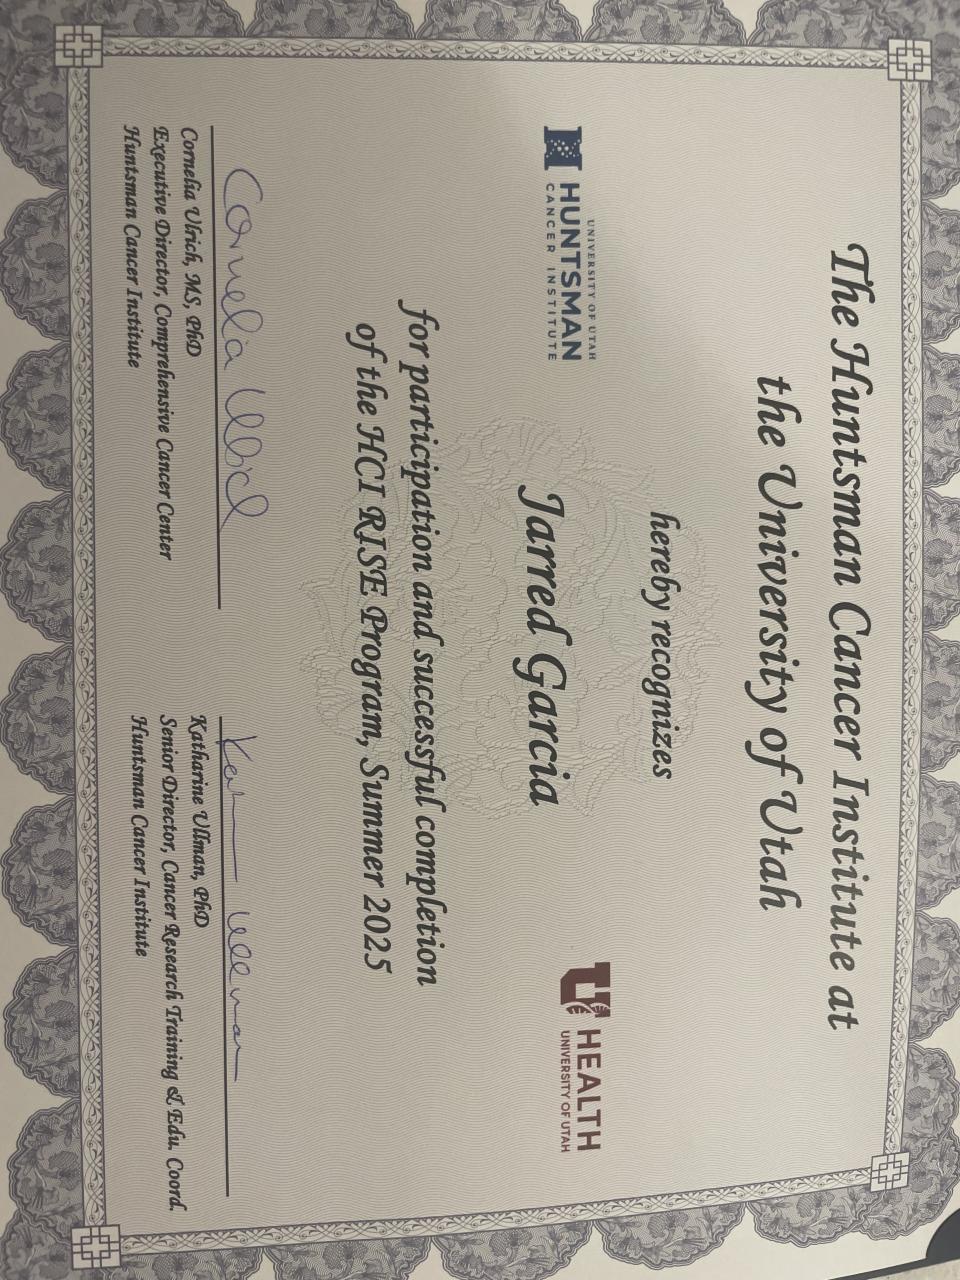 The Huntsman Cancer Institute at
the University of Utah
hereby recognizes
UNIVERSITY OF UTAH
HUNTSMAN
CANCER INSTITUTE
Jarred Garcia
HEALTH
UNIVERSITY OF UTAH
for participation and successful completion
of the HCI RISE Program, Summer 2025
Cornelia Ulrich
Cornelia Ulrich, MS, PhD
Executive Director, Comprehensive Cancer Center
Huntsman Cancer Institute
Katharine Ullman, PhD
Senior Director, Cancer Research Training & Edu. Coord.
Huntsman Cancer Institute